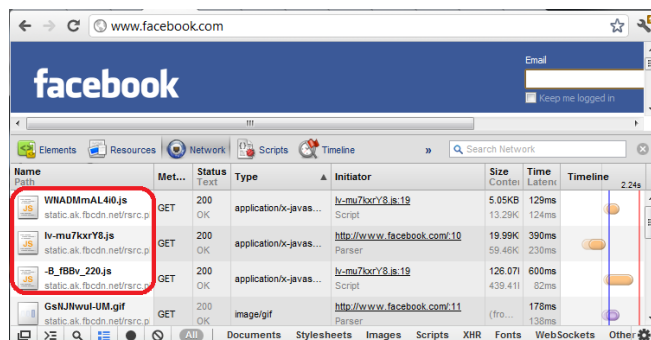 www.facebook.com
facebook
Email
Keep me logged in
Elements Resources Network Scripts Timeline » Search Network
Name Path Met... Status Text Type Initiator Size Conter Time Latenc Timeline 2.24s
WNADMmAL4i0.js
static.ak.fbcdn.net/rsrc.p
GET 200 OK application/x-javas... lv-mu7kxrY8.js:19 Script 5.05KB 13.29K 129ms 124ms
lv-mu7kxrY8.js
static.ak.fbcdn.net/rsrc.p
GET 200 OK application/x-javas... http://www.facebook.com/:10 Parser 19.99K 59.46K 390ms 230ms
-B_fBBv_220.js
static.ak.fbcdn.net/rsrc.p
GET 200 OK application/x-javas... lv-mu7kxrY8.js:19 Script 126.07I 439.41I 600ms 82ms
GsNJNwuI-UM.gif
static.ak.fbcdn.net/rsrc.p
GET 200 OK image/gif http://www.facebook.com/:11 Parser (fro... 178ms 138ms
All Documents Stylesheets Images Scripts XHR Fonts WebSockets Other